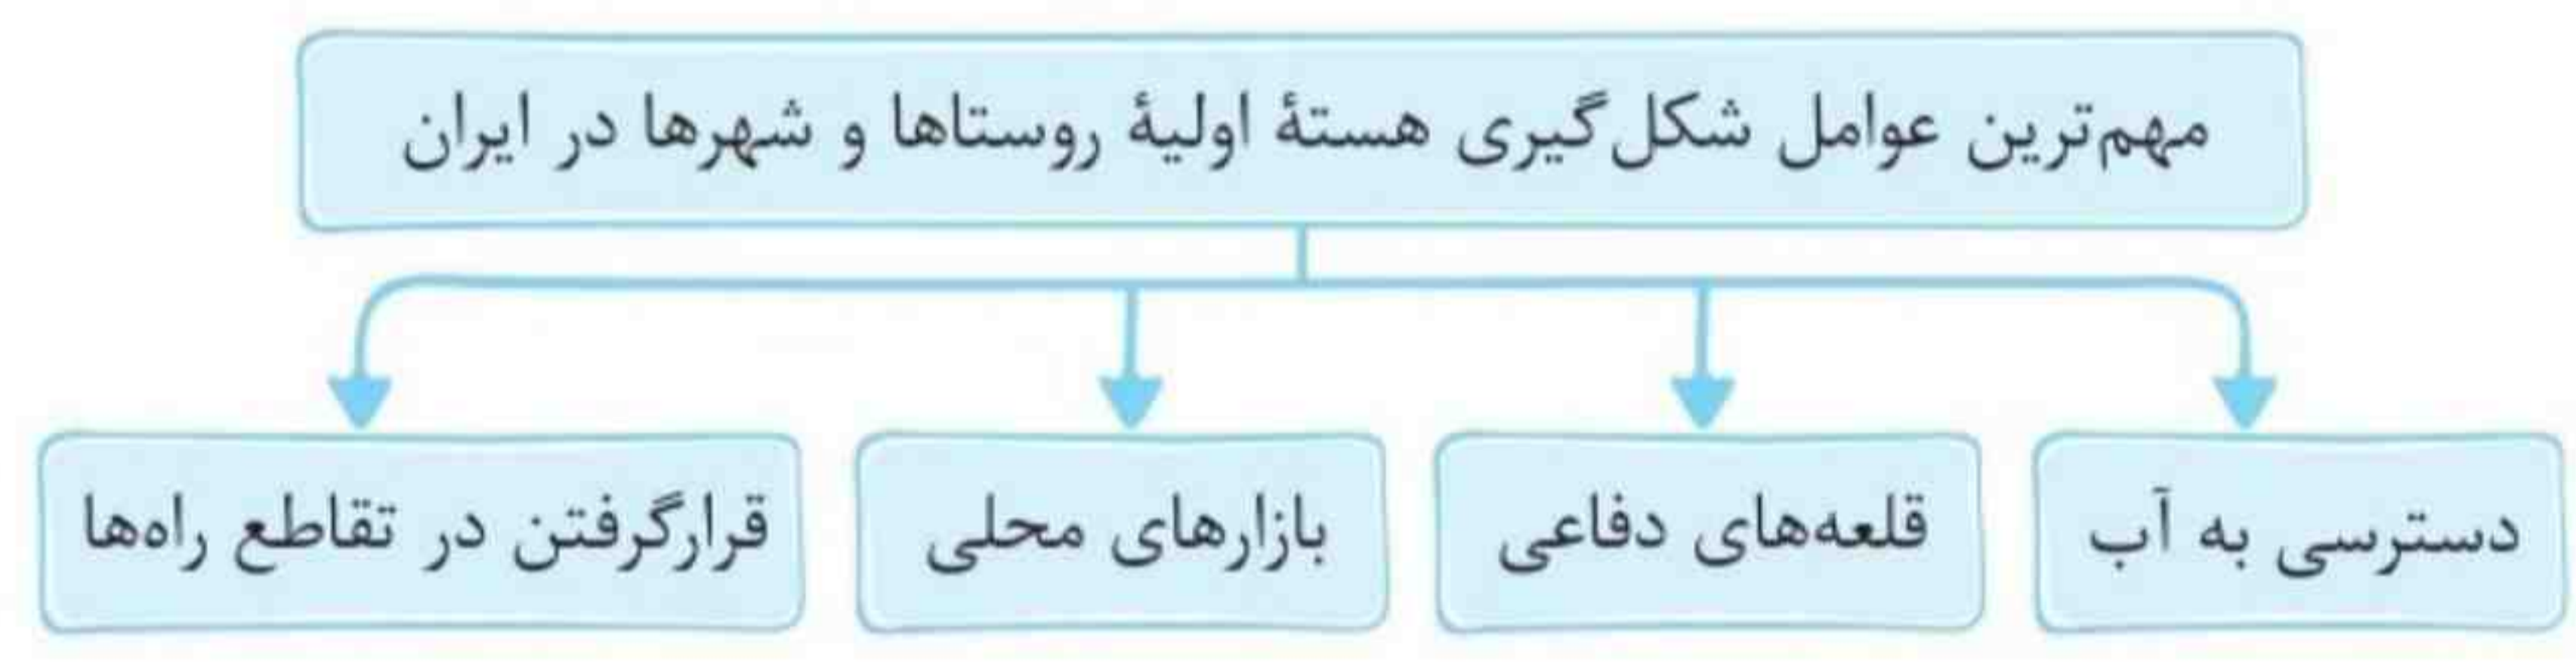 مهم‌ترین عوامل شکل‌گیری هستهٔ اولیهٔ روستاها و شهرها در ایران
دسترسی به آب
قلعه‌های دفاعی
بازارهای محلی
قرارگرفتن در تقاطع راه‌ها